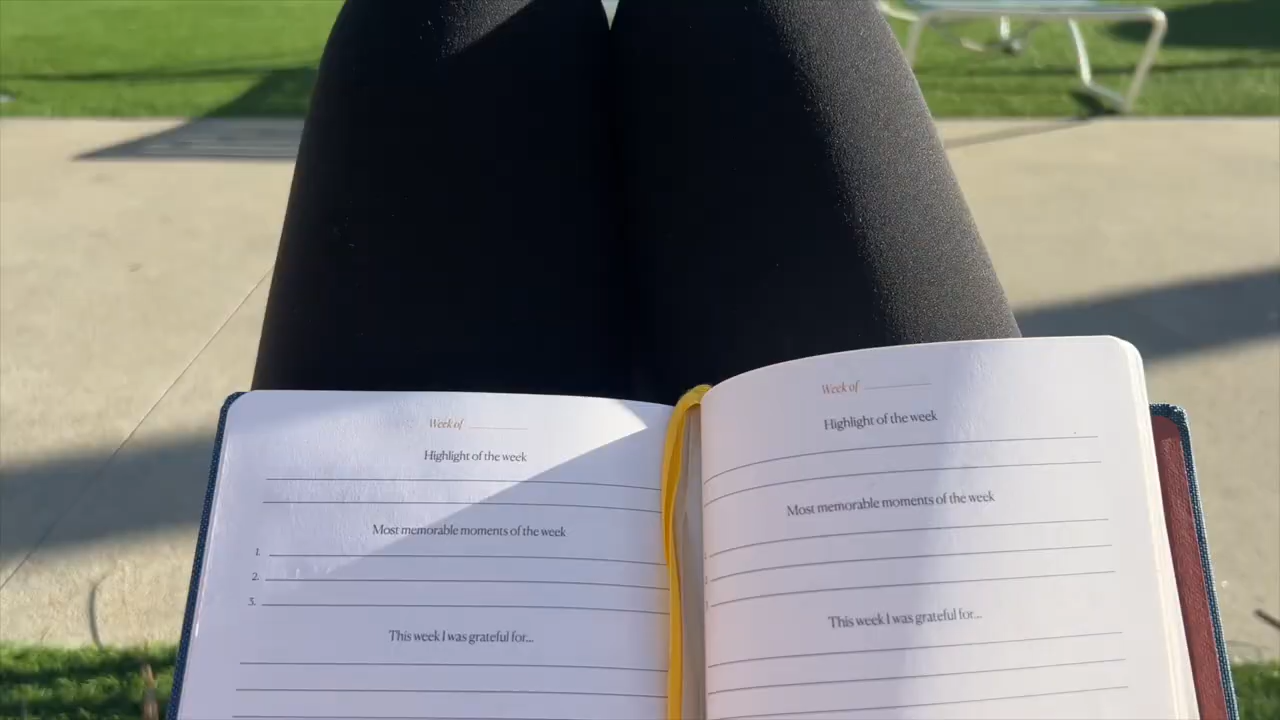 Week of
Highlight of the week
Most memorable moments of the week
1.
2.
3.
This week I was grateful for...
Week of
Highlight of the week
Most memorable moments of the week
This week I was grateful for...